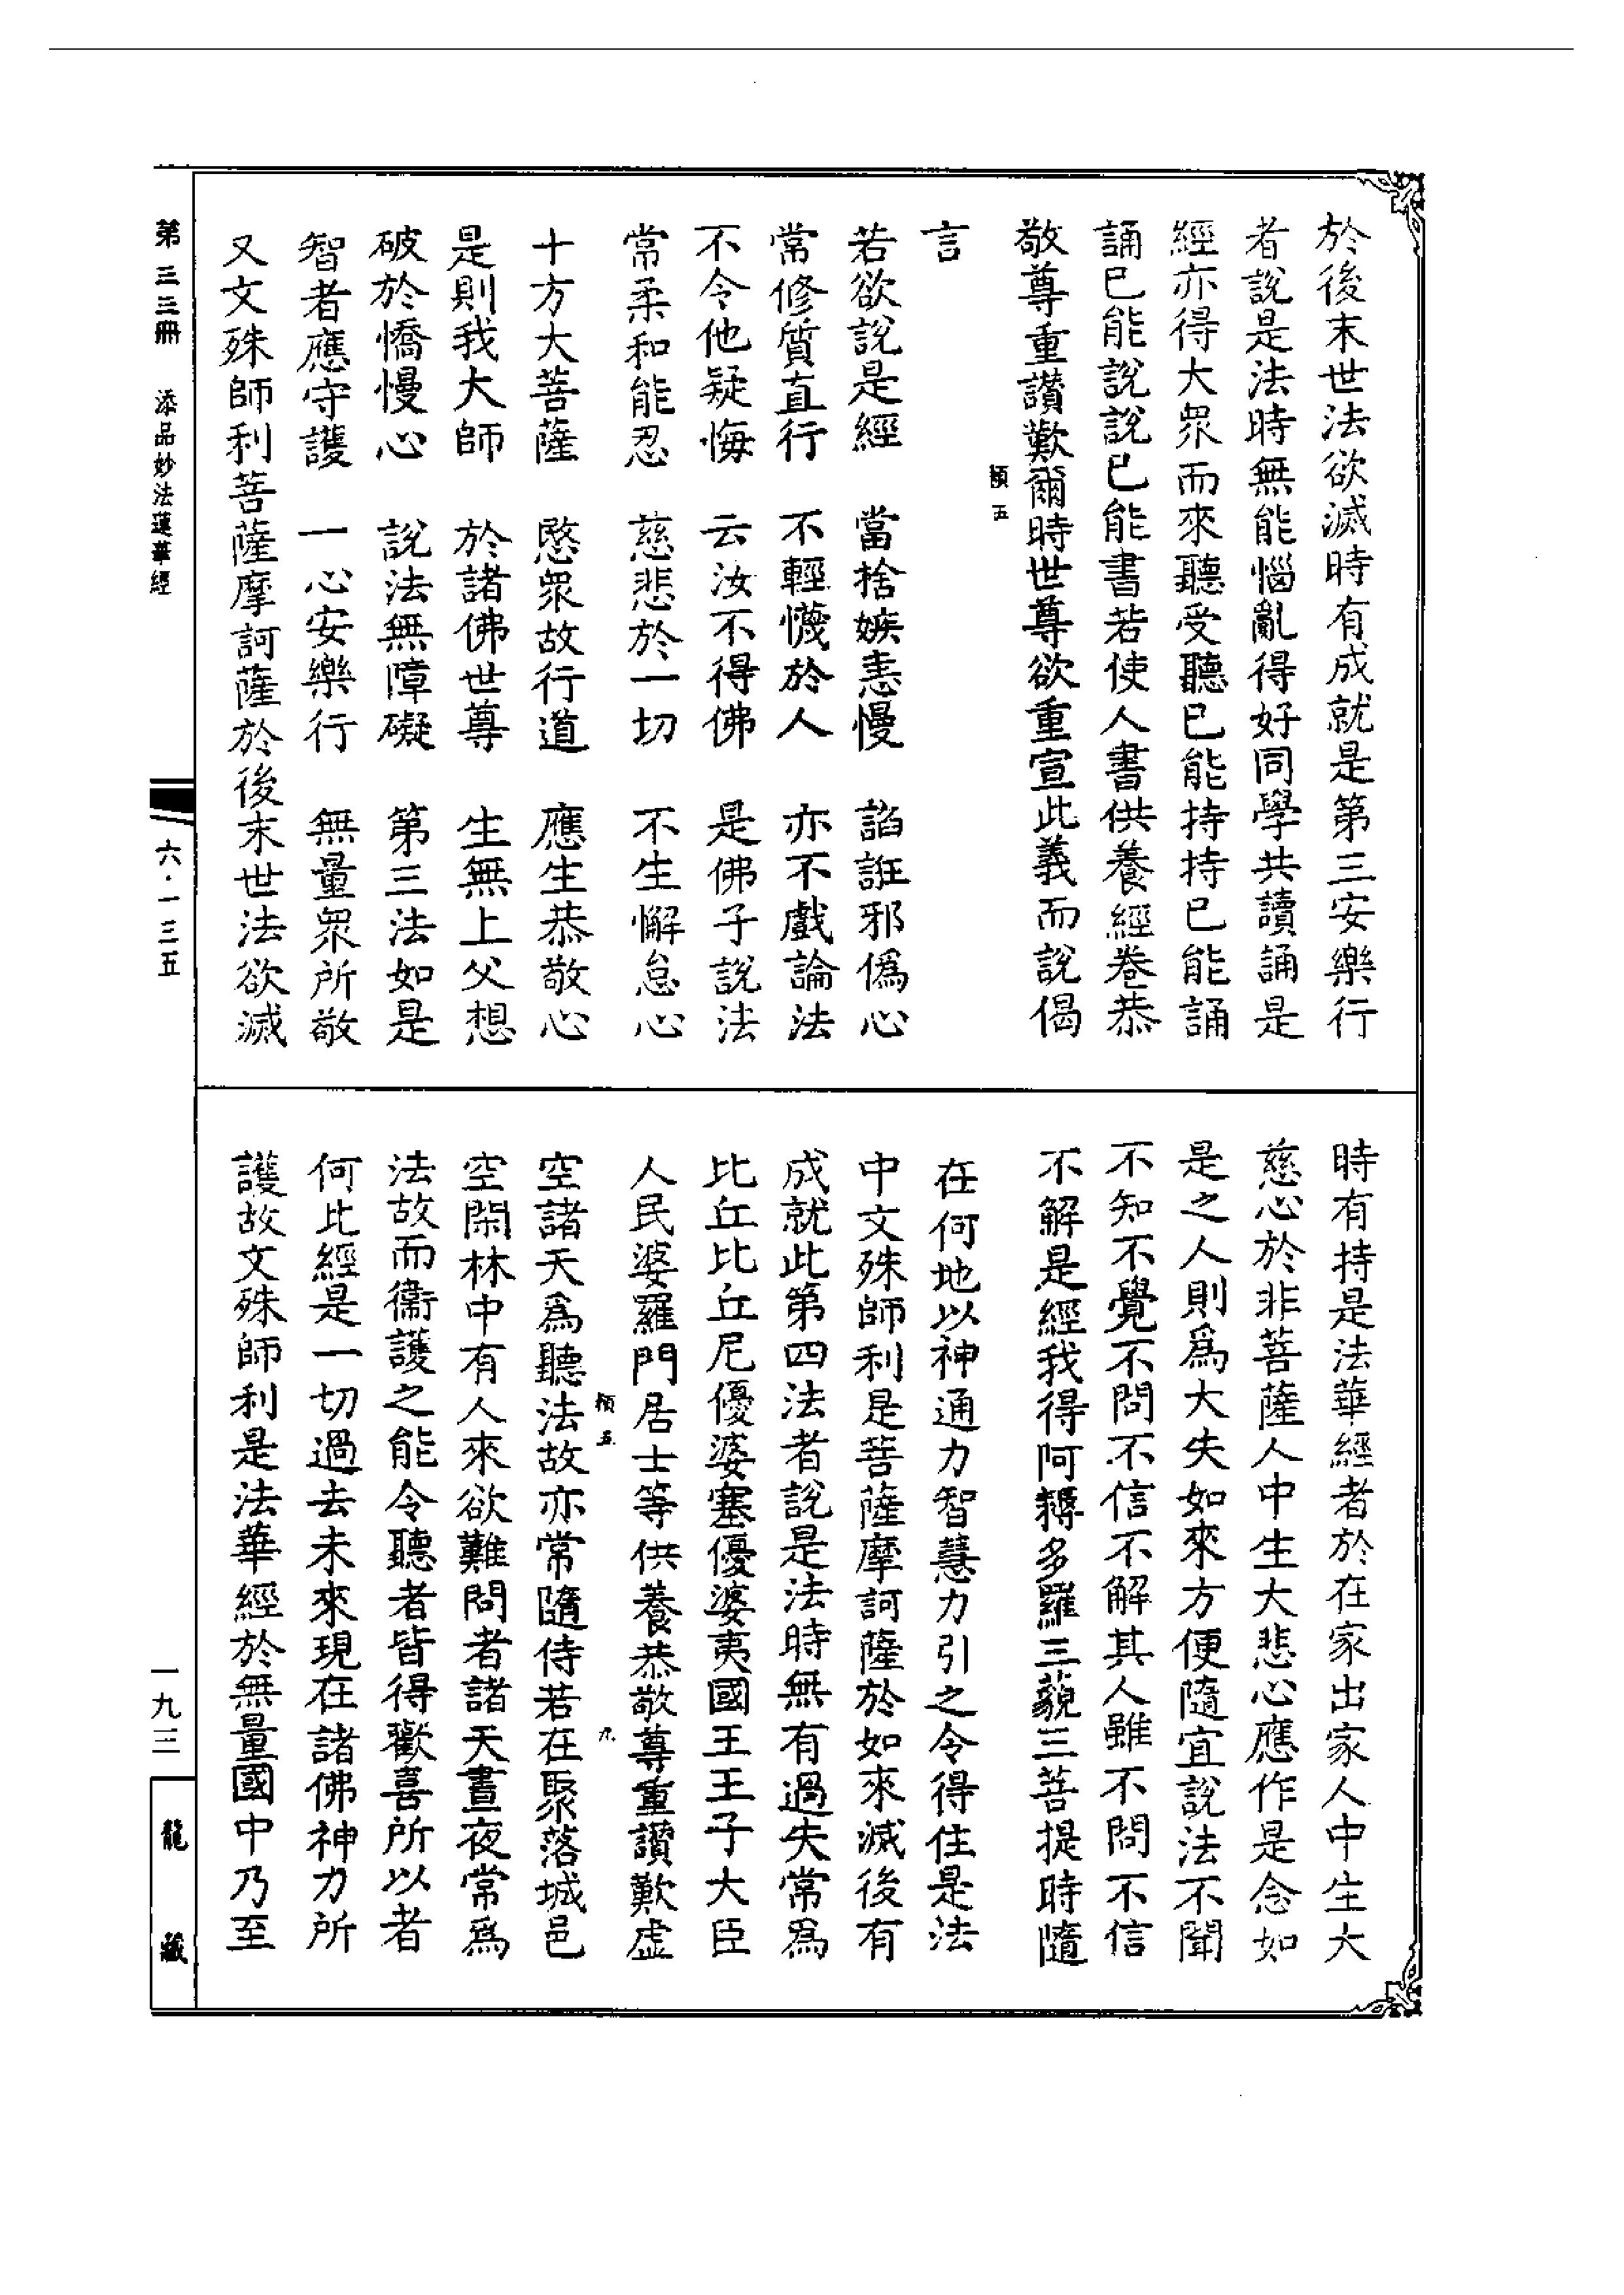 於後末世法欲滅時有成就是第三安樂行
者說是法時無能惱亂得好同學共讀誦是
經亦得大衆而來聽受聽已能持持已能誦
誦已能說說已能書若使人書供養經卷恭
敬尊重讚歎爾時世尊欲重宣此義而說偈
五
言
若欲說是經　當捨嫉恚慢　諂誑邪僞心
常修質直行　不輕懱於人　亦不戲論法
不令他疑悔　云汝不得佛　是佛子說法
常柔和能忍　慈悲於一切　不生懈怠心
十方大菩薩　愍衆故行道　應生恭敬心
是則我大師　於諸佛世尊　生無上父想
破於憍慢心　說法無障礙　第三法如是
智者應守護　一心安樂行　無量衆所敬
又文殊師利菩薩摩訶薩於後末世法欲滅
時有持是法華經者於在家出家人中生大
慈心於非菩薩人中生大悲心應作是念如
是之人則爲大失如來方便隨宜說法不聞
不知不覺不問不信不解其人雖不問不信
不解是經我得阿耨多羅三藐三菩提時隨
在何地以神通力智慧力引之令得住是法
中文殊師利是菩薩摩訶薩於如來滅後有
成就此第四法者說是法時無有過失常爲
比丘比丘尼優婆塞優婆夷國王王子大臣
人民婆羅門居士等供養恭敬尊重讚歎虛
五
九
空諸天爲聽法故亦常隨侍若在聚落城邑
空閑林中有人來欲難問者諸天晝夜常爲
法故而衞護之能令聽者皆得歡喜所以者
何此經是一切過去未來現在諸佛神力所
護故文殊師利是法華經於無量國中乃至
第三三冊　添品妙法蓮華經
六·一三五
一九三
龍藏